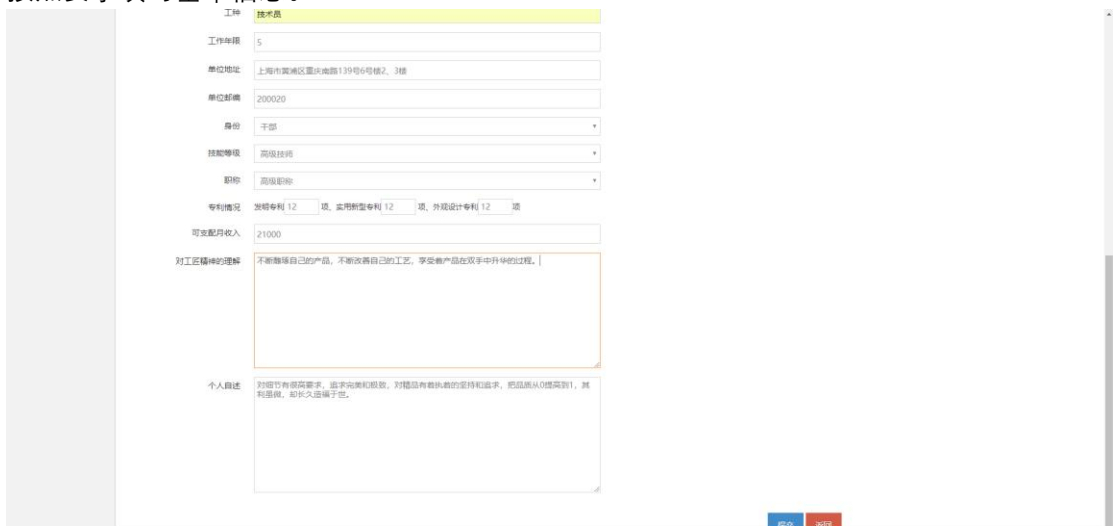 工种 技术员
工作年限 5
单位地址 上海市黄浦区重庆南路139号6号楼2、3楼
单位邮编 200020
身份 干部
技能等级 高级技师
职称 高级职称
专利情况 发明专利 12 项、实用新型专利 12 项、外观设计专利 12 项
可支配月收入 21000
对工匠精神的理解 不断雕琢自己的产品，不断改善自己的工艺，享受着产品在双手中升华的过程。
个人自述 对细节有很高要求，追求完美和极致，对精品有着执着的坚持和追求，把品质从0提高到1，其
利虽微，却长久造福于世。
提交 返回